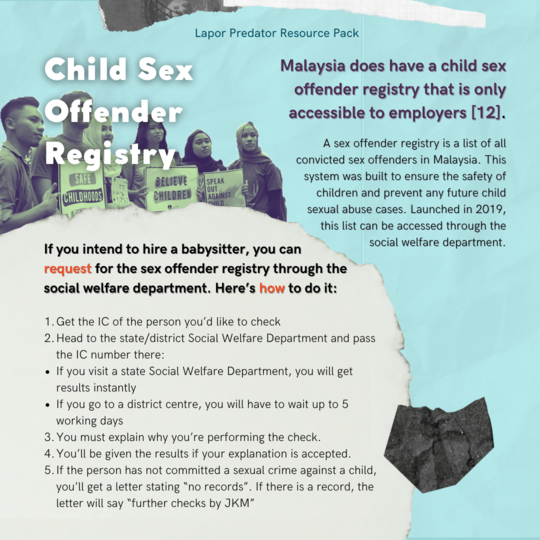 Lapor Predator Resource Pack
Child Sex
Offender
Registry
Malaysia does have a child sex
offender registry that is only
accessible to employers [12].
SAFE
CHILDHOODS
BELIEVE
CHILDREN
SPEAK
OUT
AGAINST
A sex offender registry is a list of all
convicted sex offenders in Malaysia. This
system was built to ensure the safety of
children and prevent any future child
sexual abuse cases. Launched in 2019,
this list can be accessed through the
social welfare department.
If you intend to hire a babysitter, you can
request for the sex offender registry through the
social welfare department. Here's how to do it:
1. Get the IC of the person you'd like to check
2. Head to the state/district Social Welfare Department and pass
the IC number there:
• If you visit a state Social Welfare Department, you will get
results instantly
• If you go to a district centre, you will have to wait up to 5
working days
3. You must explain why you're performing the check.
4. You'll be given the results if your explanation is accepted.
5. If the person has not committed a sexual crime against a child,
you'll get a letter stating "no records". If there is a record, the
letter will say "further checks by JKM"